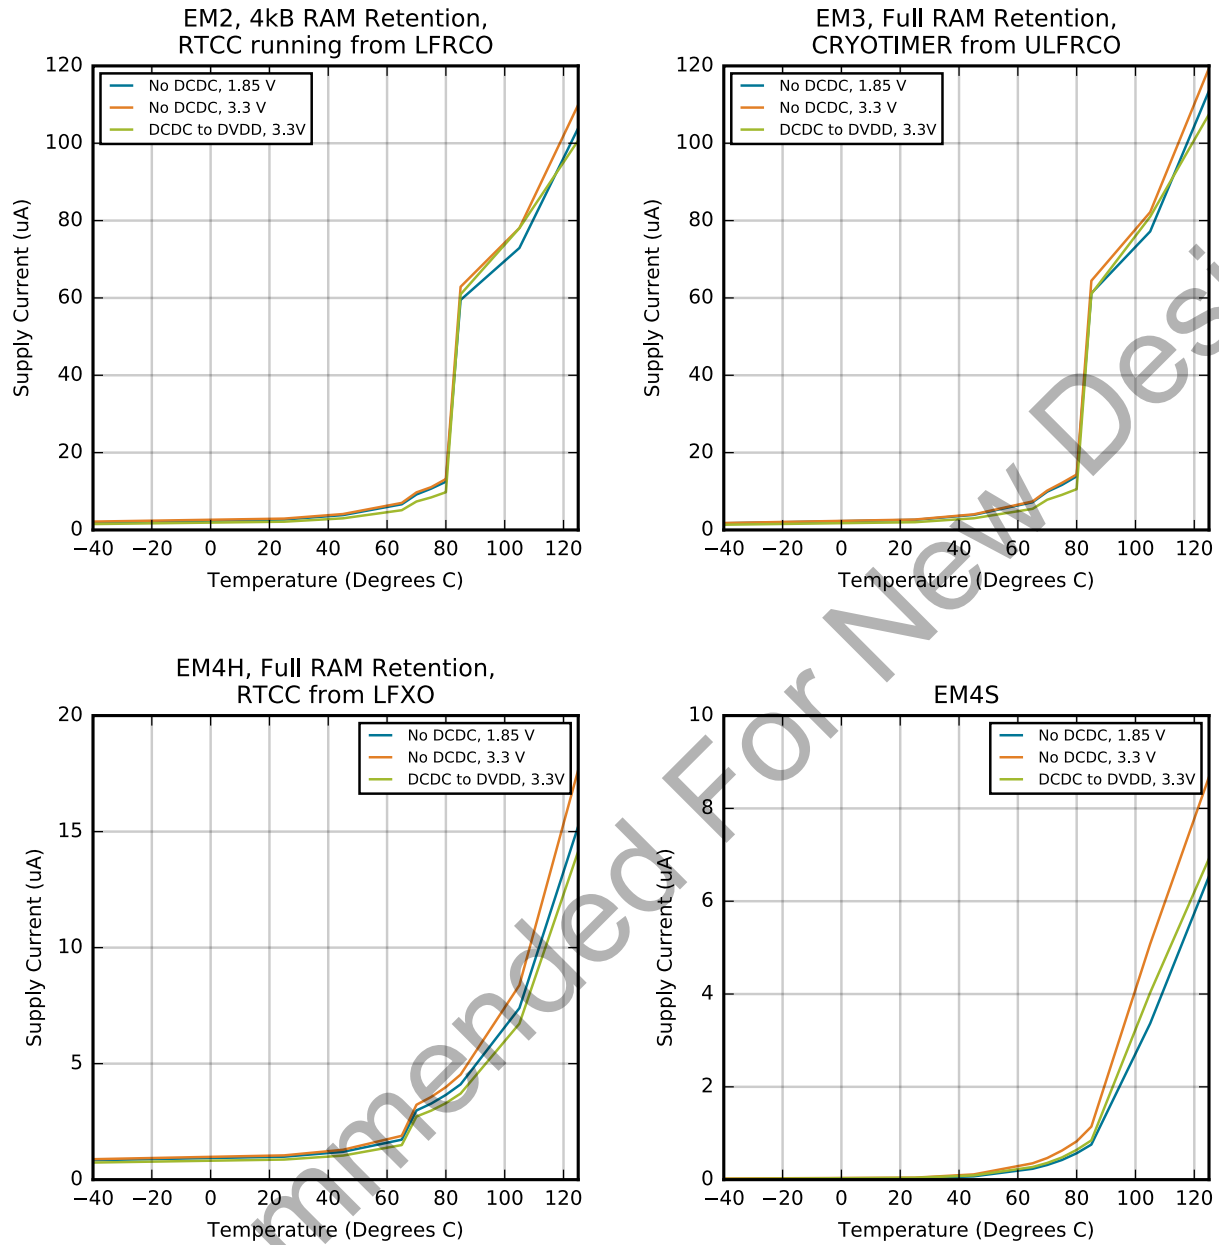 EM2, 4kB RAM Retention,
RTCC running from LFRCO
120
100
80
60
40
20
0
Supply Current (uA)
No DCDC, 1.85 V
No DCDC, 3.3 V
DCDC to DVDD, 3.3V
−40 −20 0 20 40 60 80 100 120
Temperature (Degrees C)
EM3, Full RAM Retention,
CRYOTIMER from ULFRCO
120
100
80
60
40
20
0
Supply Current (uA)
No DCDC, 1.85 V
No DCDC, 3.3 V
DCDC to DVDD, 3.3V
−40 −20 0 20 40 60 80 100 120
Temperature (Degrees C)
EM4H, Full RAM Retention,
RTCC from LFXO
20
15
10
5
0
Supply Current (uA)
No DCDC, 1.85 V
No DCDC, 3.3 V
DCDC to DVDD, 3.3V
−40 −20 0 20 40 60 80 100 120
Temperature (Degrees C)
EM4S
10
8
6
4
2
0
Supply Current (uA)
No DCDC, 1.85 V
No DCDC, 3.3 V
DCDC to DVDD, 3.3V
−40 −20 0 20 40 60 80 100 120
Temperature (Degrees C)
mmended For New Desi